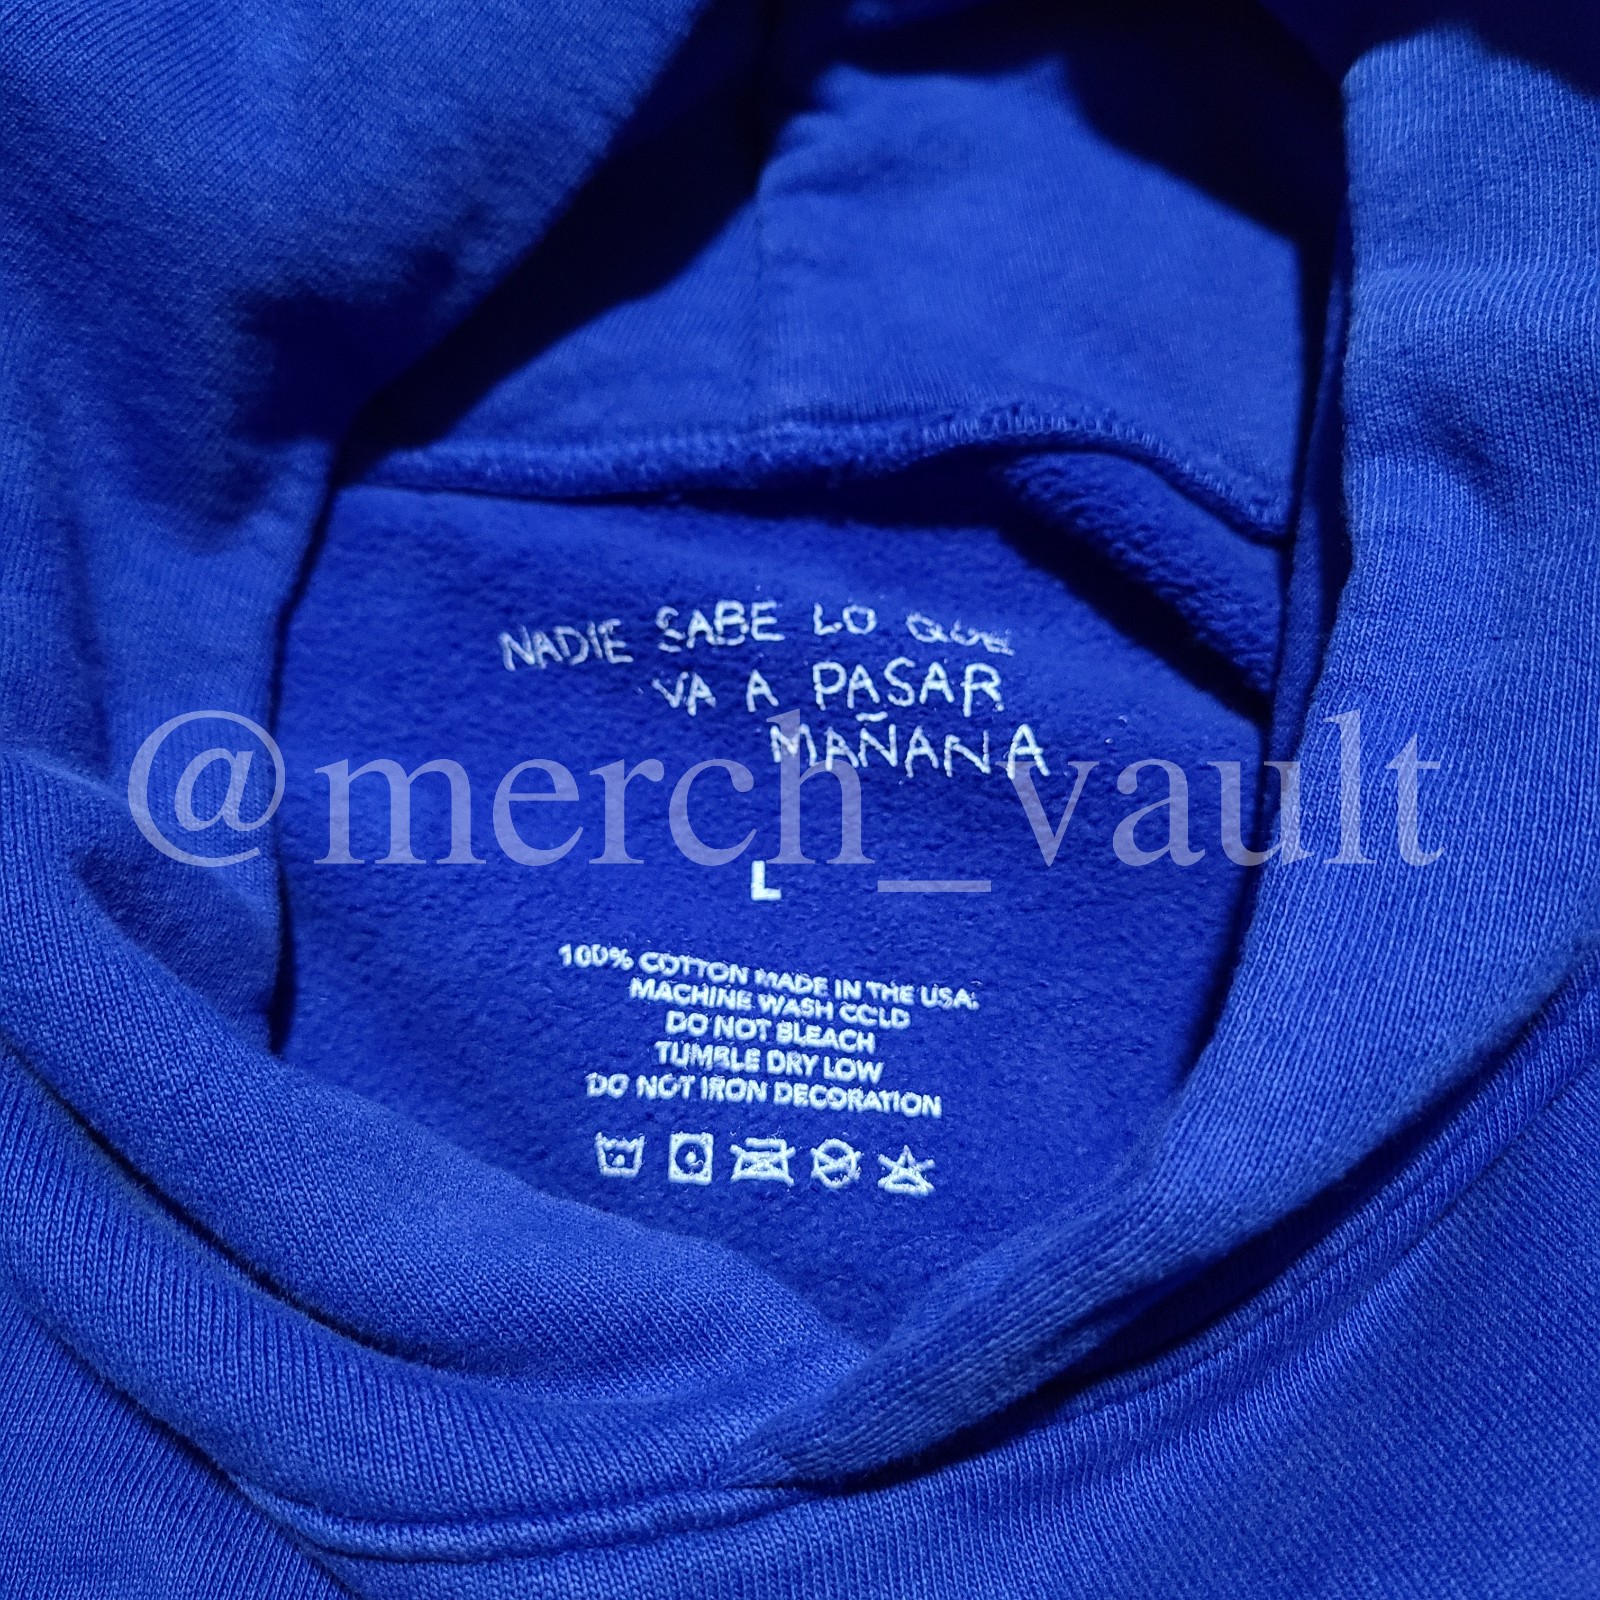 NADIE SABE LO QUE
VA A PASAR
MAÑANA
@merch_vault
L
100% COTTON MADE IN THE USA.
MACHINE WASH COLD
DO NOT BLEACH
TUMBLE DRY LOW
DO NOT IRON DECORATION